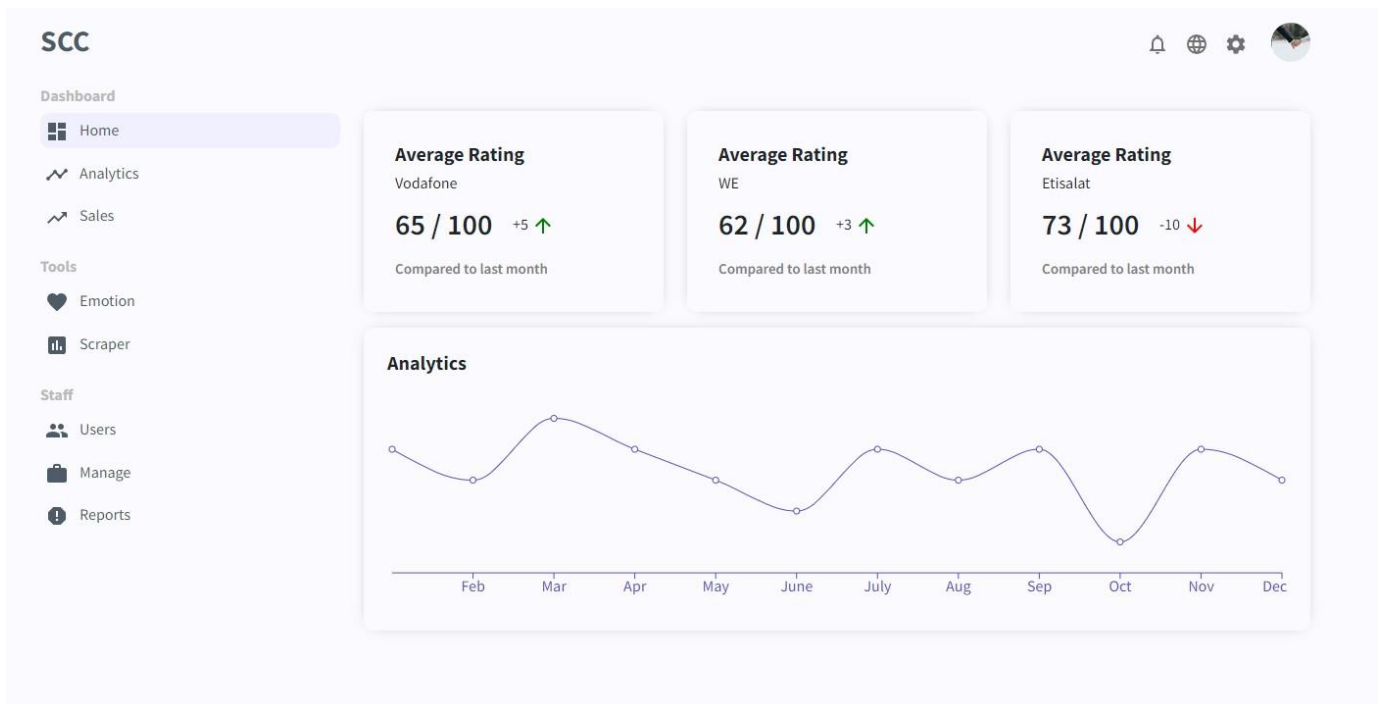 SCC
Dashboard
Home
Analytics
Sales
Tools
Emotion
Scraper
Staff
Users
Manage
Reports
Average Rating
Vodafone
65 / 100 +5
Compared to last month
Average Rating
WE
62 / 100 +3
Compared to last month
Average Rating
Etisalat
73 / 100 -10
Compared to last month
Analytics
Feb Mar Apr May June July Aug Sep Oct Nov Dec